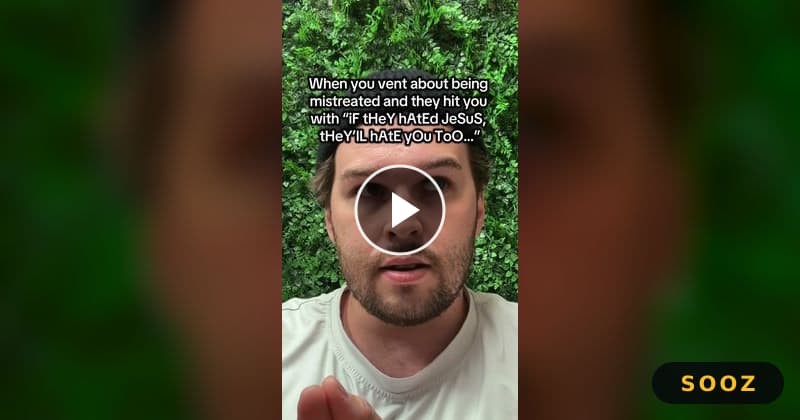 When you vent about being
mistreated and they hit you
with “iF tHeY hAtEd JeSuS,
tHeY’lL hAtE yOu ToO...”
SOOZ